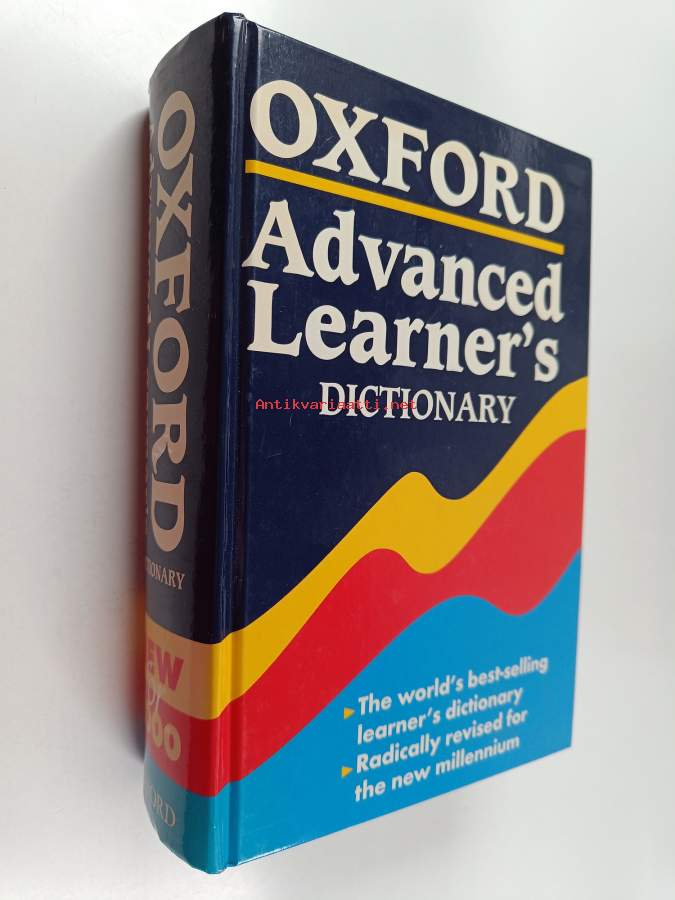 OXFORD
Advanced
Learner's
DICTIONARY
Antikvariaatti.net
▸ The world's best-selling
learner's dictionary
▸ Radically revised for
the new millennium
OXFORD